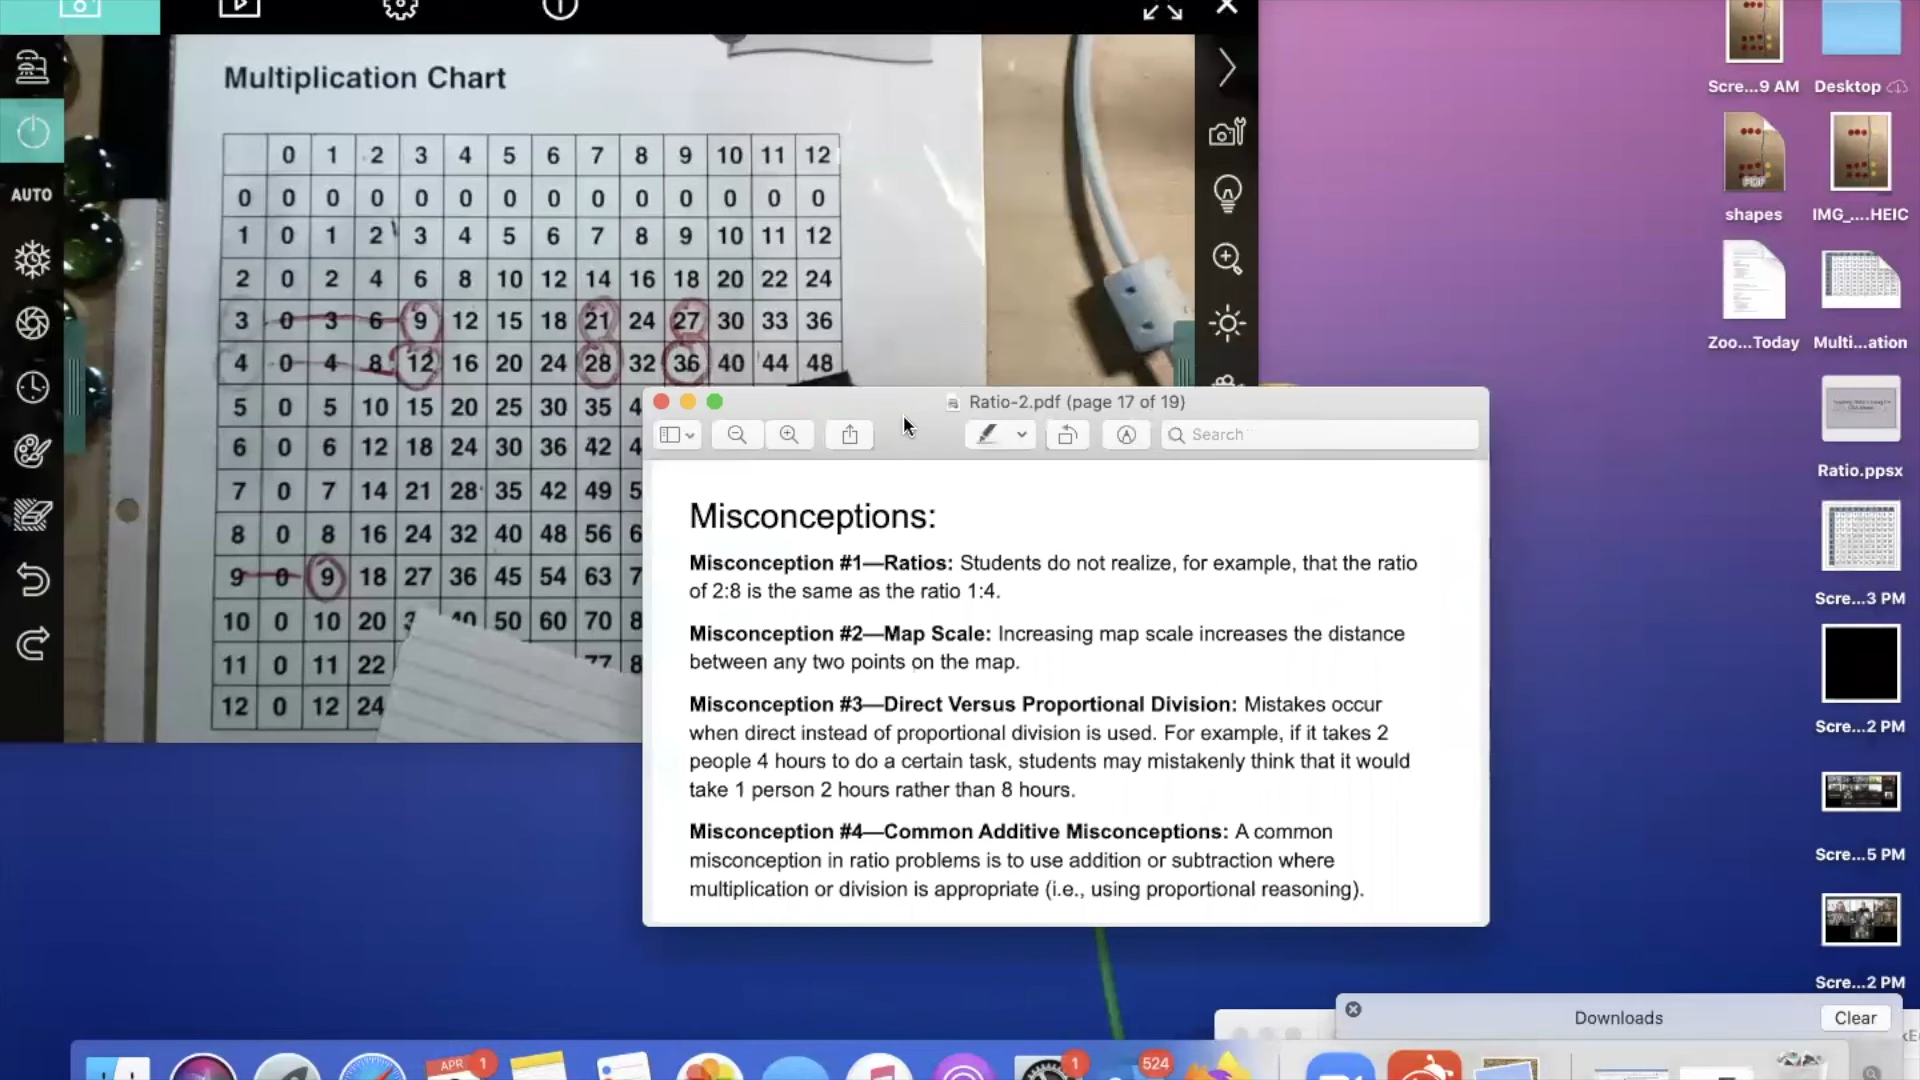 Multiplication Chart
0 1 2 3 4 5 6 7 8 9 10 11 12
0 0 0 0 0 0 0 0 0 0 0 0 0 0
1 0 1 2 3 4 5 6 7 8 9 10 11 12
2 0 2 4 6 8 10 12 14 16 18 20 22 24
3 0 3 6 9 12 15 18 21 24 27 30 33 36
4 0 4 8 12 16 20 24 28 32 36 40 44 48
5 0 5 10 15 20 25 30 35 4
6 0 6 12 18 24 30 36 42 4
7 0 7 14 21 28 35 42 49 5
8 0 8 16 24 32 40 48 56 6
9 0 9 18 27 36 45 54 63 7
10 0 10 20 3 40 50 60 70 8
11 0 11 22 77 8
12 0 12 24
AUTO
Ratio-2.pdf (page 17 of 19)
Search
Misconceptions:
Misconception #1—Ratios: Students do not realize, for example, that the ratio
of 2:8 is the same as the ratio 1:4.
Misconception #2—Map Scale: Increasing map scale increases the distance
between any two points on the map.
Misconception #3—Direct Versus Proportional Division: Mistakes occur
when direct instead of proportional division is used. For example, if it takes 2
people 4 hours to do a certain task, students may mistakenly think that it would
take 1 person 2 hours rather than 8 hours.
Misconception #4—Common Additive Misconceptions: A common
misconception in ratio problems is to use addition or subtraction where
multiplication or division is appropriate (i.e., using proportional reasoning).
Scre...9 AM
Desktop
PDF
shapes
IMG_....HEIC
Zoo...Today
Multi...ation
Ratio.ppsx
Scre...3 PM
Scre...2 PM
Scre...5 PM
Scre...2 PM
Downloads
Clear
APR
1
1
524